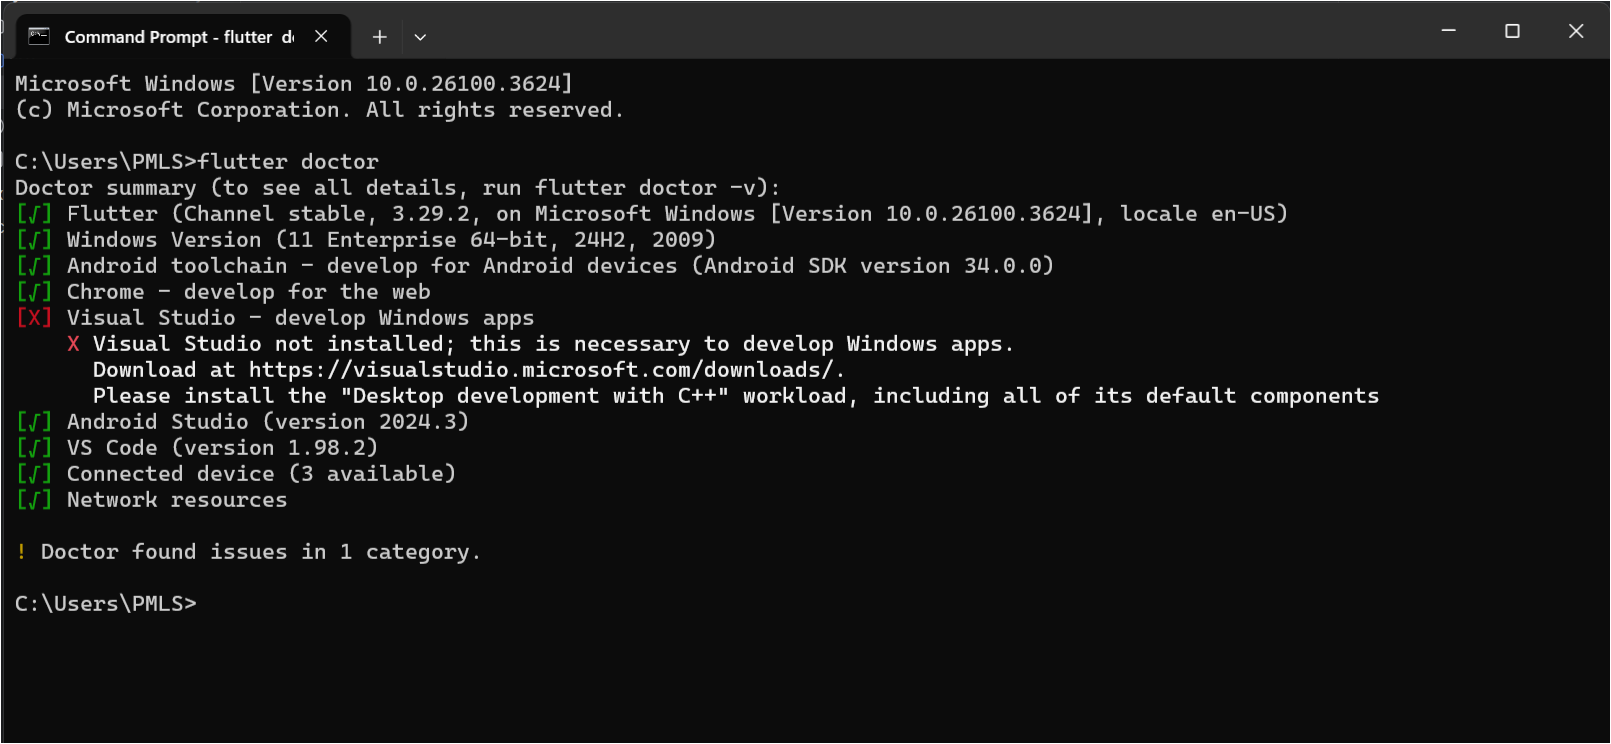 Command Prompt - flutter d
Microsoft Windows [Version 10.0.26100.3624]
(c) Microsoft Corporation. All rights reserved.
C:\Users\PMLS>flutter doctor
Doctor summary (to see all details, run flutter doctor -v):
[√] Flutter (Channel stable, 3.29.2, on Microsoft Windows [Version 10.0.26100.3624], locale en-US)
[√] Windows Version (11 Enterprise 64-bit, 24H2, 2009)
[√] Android toolchain - develop for Android devices (Android SDK version 34.0.0)
[√] Chrome - develop for the web
[X] Visual Studio - develop Windows apps
X Visual Studio not installed; this is necessary to develop Windows apps.
Download at https://visualstudio.microsoft.com/downloads/.
Please install the "Desktop development with C++" workload, including all of its default components
[√] Android Studio (version 2024.3)
[√] VS Code (version 1.98.2)
[√] Connected device (3 available)
[√] Network resources
! Doctor found issues in 1 category.
C:\Users\PMLS>